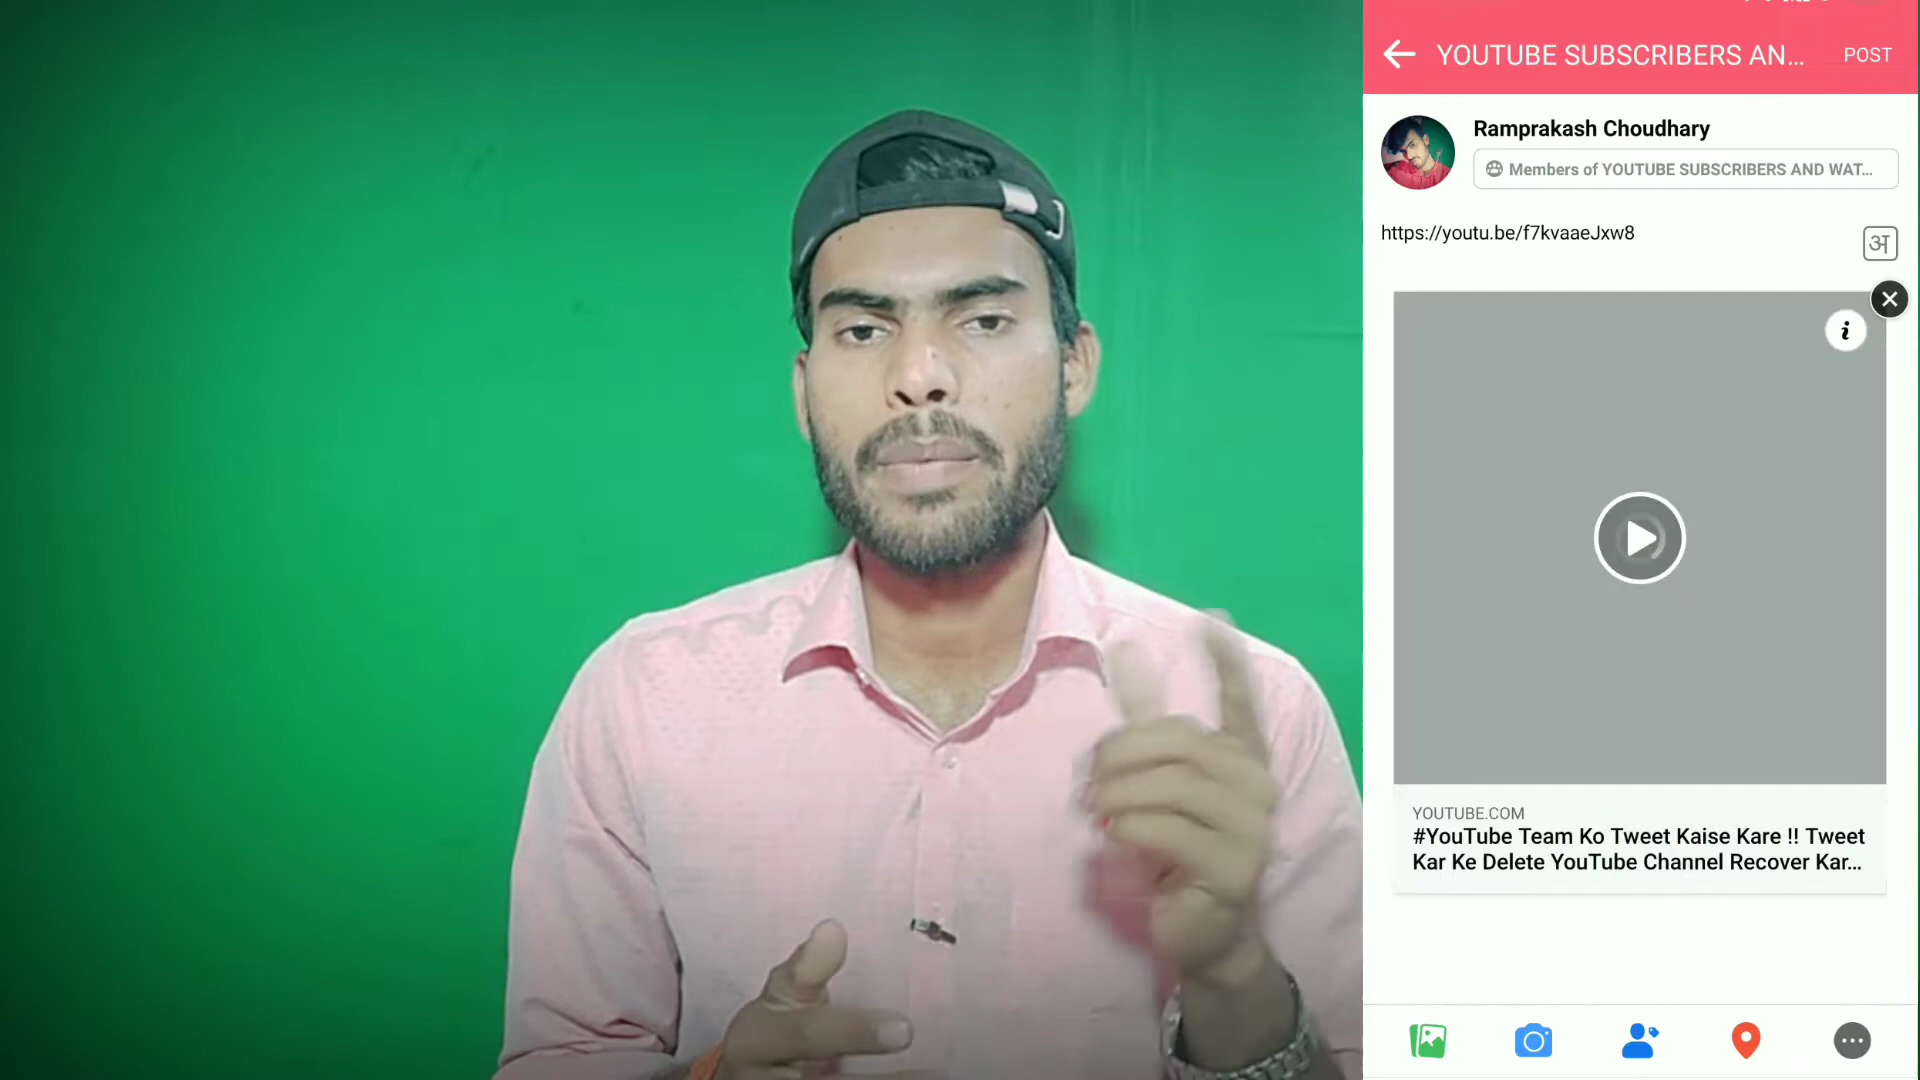 YOUTUBE SUBSCRIBERS AN... POST
Ramprakash Choudhary
Members of YOUTUBE SUBSCRIBERS AND WAT...
https://youtu.be/f7kvaaeJxw8
अ
i
YOUTUBE.COM
#YouTube Team Ko Tweet Kaise Kare !! Tweet
Kar Ke Delete YouTube Channel Recover Kar...